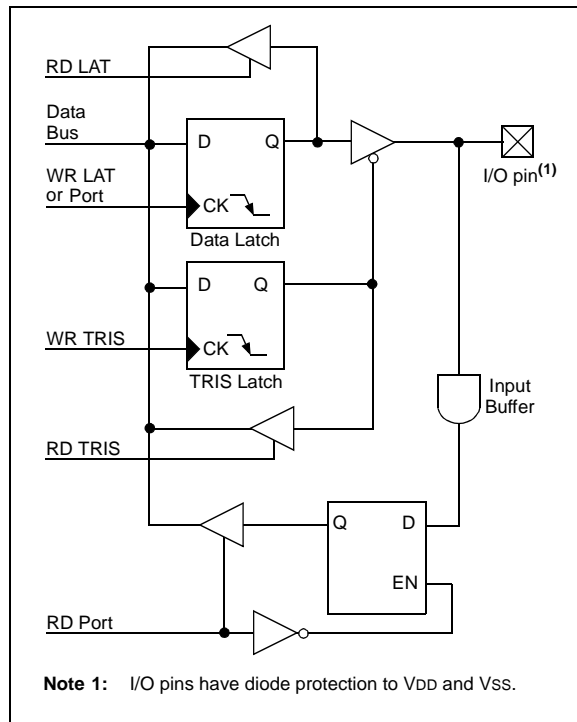 RD LAT
Data
Bus
D Q
WR LAT
or Port
CK
Data Latch
I/O pin(1)
D Q
WR TRIS
CK
TRIS Latch
Input
Buffer
RD TRIS
Q D
EN
RD Port
Note 1: I/O pins have diode protection to VDD and VSS.